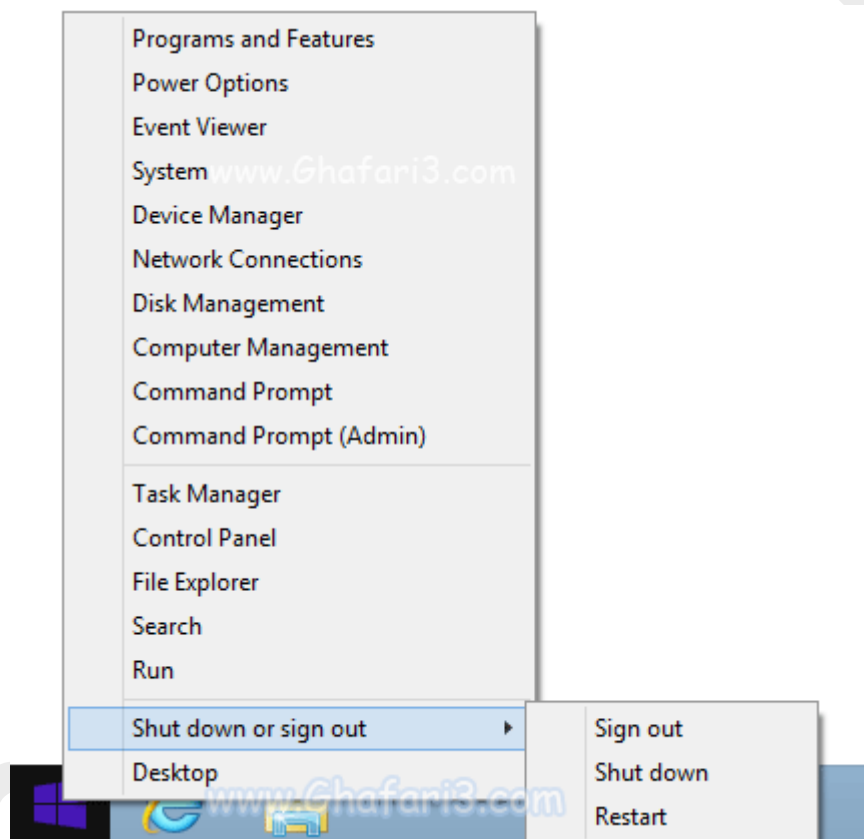 Programs and Features
Power Options
Event Viewer
System
www.Ghafari3.com
Device Manager
Network Connections
Disk Management
Computer Management
Command Prompt
Command Prompt (Admin)
Task Manager
Control Panel
File Explorer
Search
Run
Shut down or sign out
Sign out
Desktop
Shut down
www.Ghafari3.com
Restart